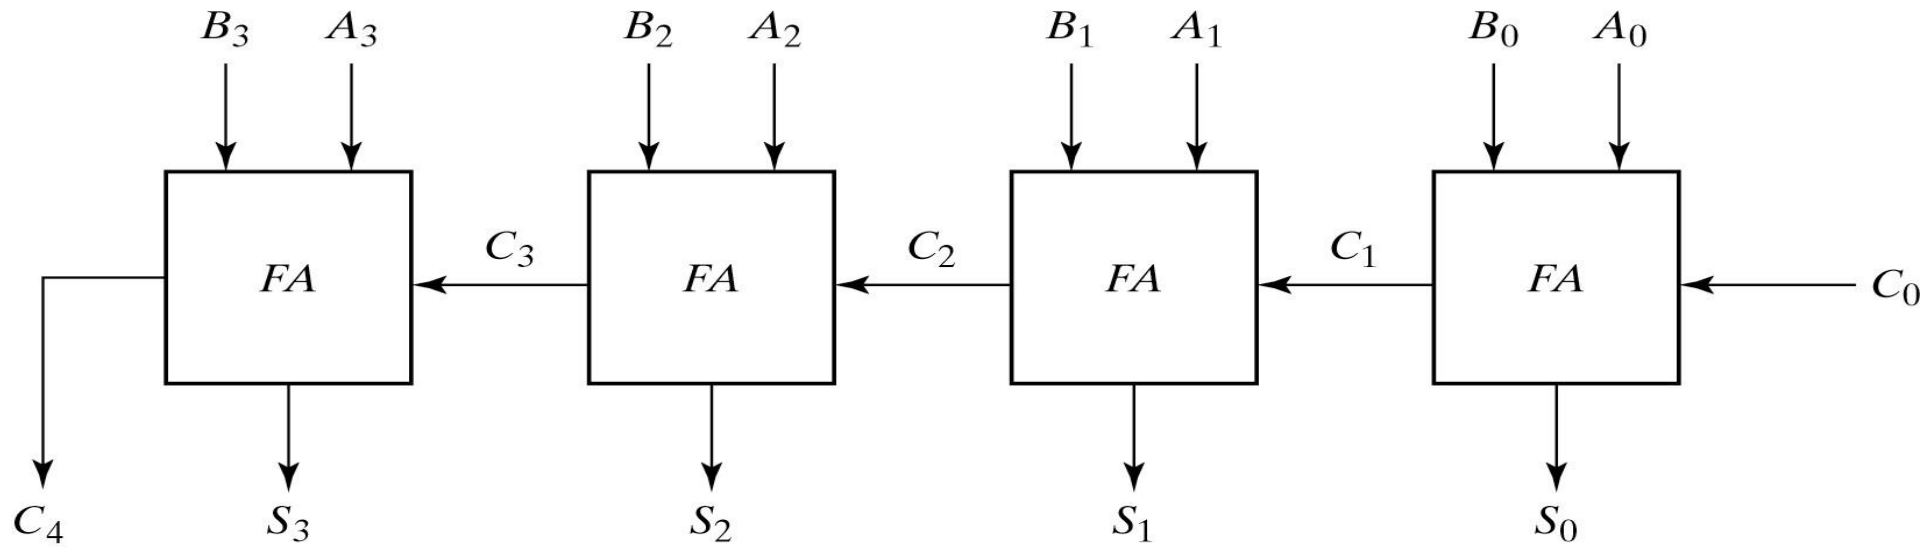 B₃ A₃ B₂ A₂ B₁ A₁ B₀ A₀
C₃ C₂ C₁
FA FA FA FA C₀
C₄ S₃ S₂ S₁ S₀